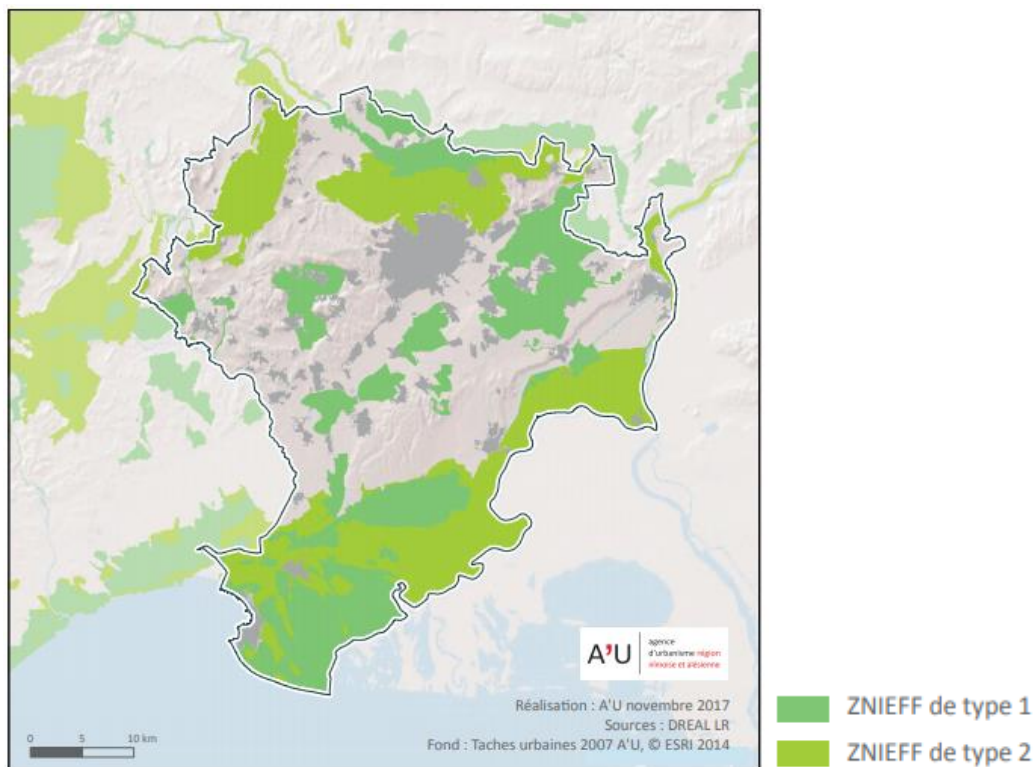 A'U
agence
d'urbanisme région
nîmoise et alésienne
Réalisation : A'U novembre 2017
Sources : DREAL LR
Fond : Taches urbaines 2007 A'U, © ESRI 2014
0 5 10 km
ZNIEFF de type 1
ZNIEFF de type 2